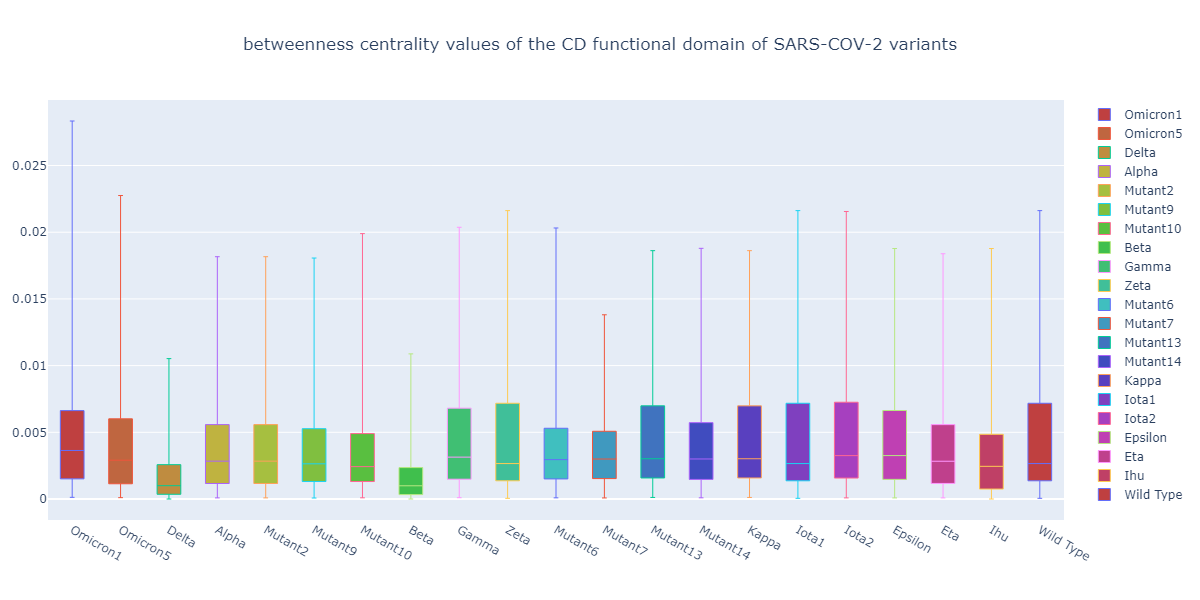 betweenness centrality values of the CD functional domain of SARS-COV-2 variants
0.025
0.02
0.015
0.01
0.005
0
Omicron1
Omicron5
Delta
Alpha
Mutant2
Mutant9
Mutant10
Beta
Gamma
Zeta
Mutant6
Mutant7
Mutant13
Mutant14
Kappa
Iota1
Iota2
Epsilon
Eta
Ihu
Wild Type
Omicron1
Omicron5
Delta
Alpha
Mutant2
Mutant9
Mutant10
Beta
Gamma
Zeta
Mutant6
Mutant7
Mutant13
Mutant14
Kappa
Iota1
Iota2
Epsilon
Eta
Ihu
Wild Type